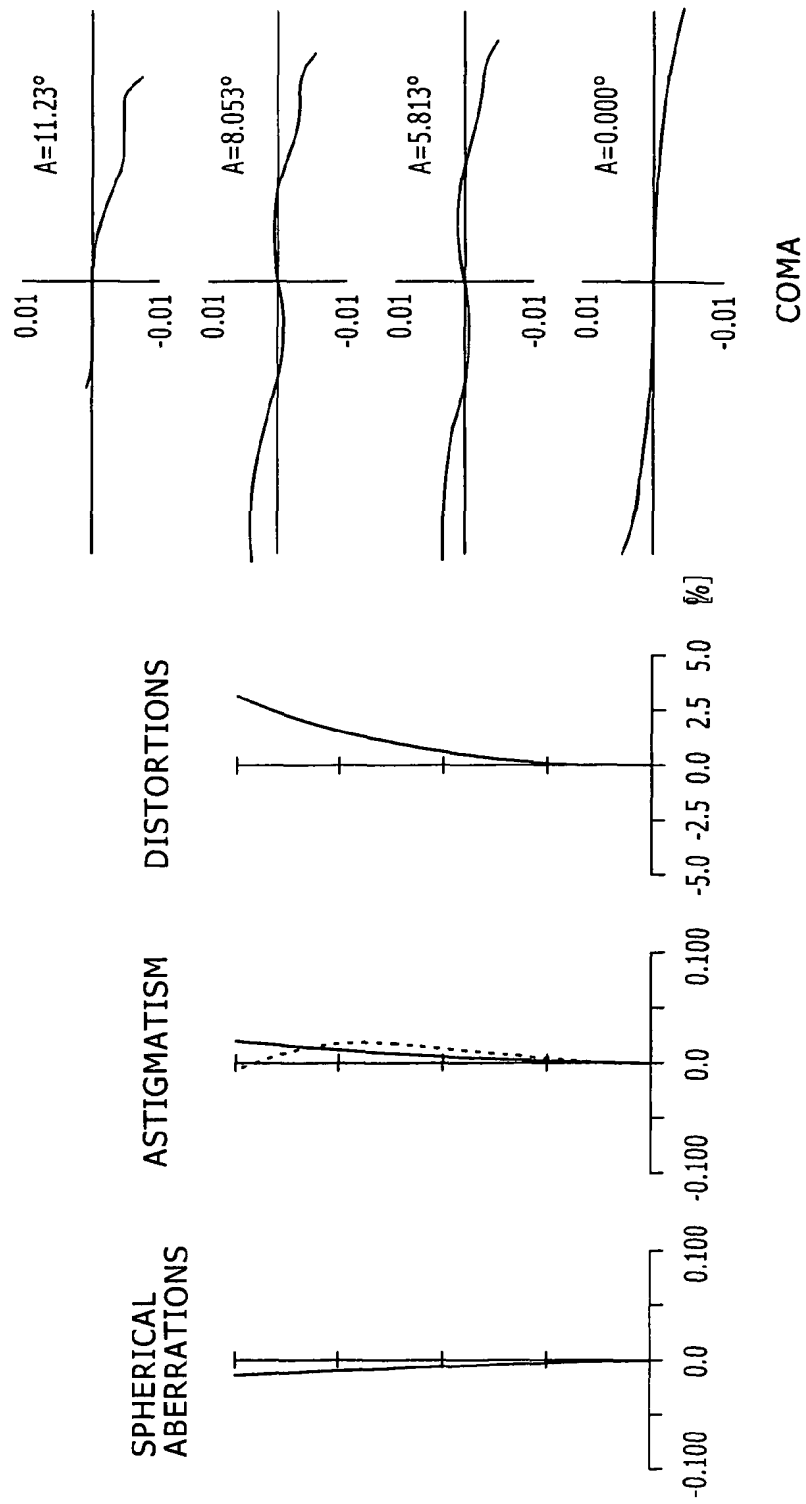 SPHERICAL
ABERRATIONS
-0.100 0.0 0.100
ASTIGMATISM
-0.100 0.0 0.100
DISTORTIONS
-5.0 -2.5 0.0 2.5 5.0 [%]
0.01
A=11.23°
-0.01
0.01
A=8.053°
-0.01
0.01
A=5.813°
-0.01
0.01
A=0.000°
-0.01
COMA